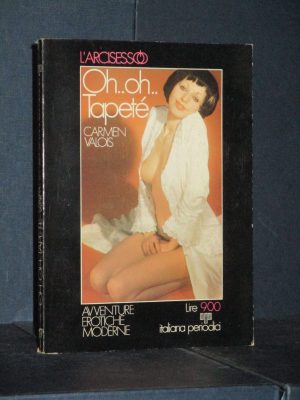 L'ARCISESSO
Oh..oh..
Tapeté
CARMEN
VALOIS
AVVENTURE
EROTICHE
MODERNE
Lire 900
italiana periodici